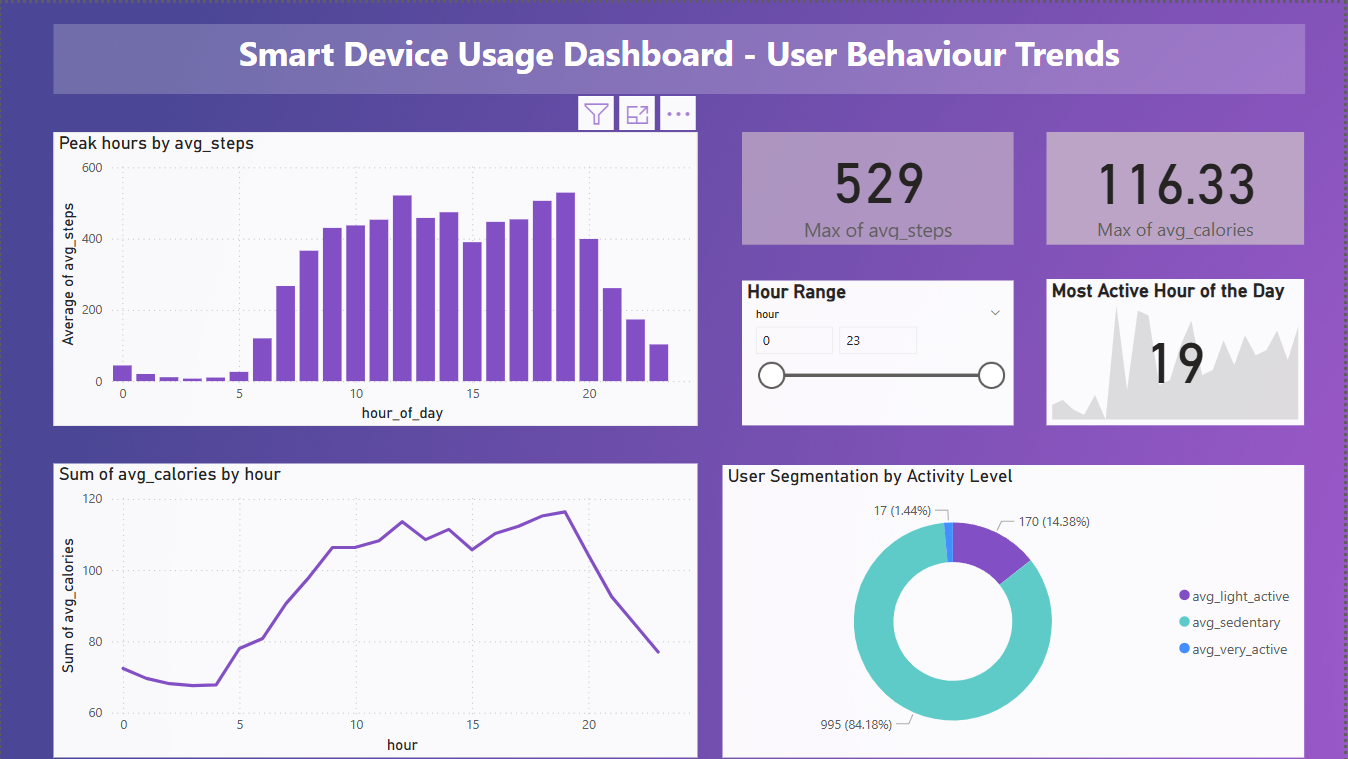 Smart Device Usage Dashboard - User Behaviour Trends
Peak hours by avg_steps
Average of avg_steps
600
400
200
0
0 5 10 15 20
hour_of_day
529
Max of avg_steps
116.33
Max of avg_calories
Hour Range
hour
0 23
Most Active Hour of the Day
19
Sum of avg_calories by hour
Sum of avg_calories
120
100
80
60
0 5 10 15 20
hour
User Segmentation by Activity Level
17 (1.44%)
170 (14.38%)
995 (84.18%)
avg_light_active
avg_sedentary
avg_very_active